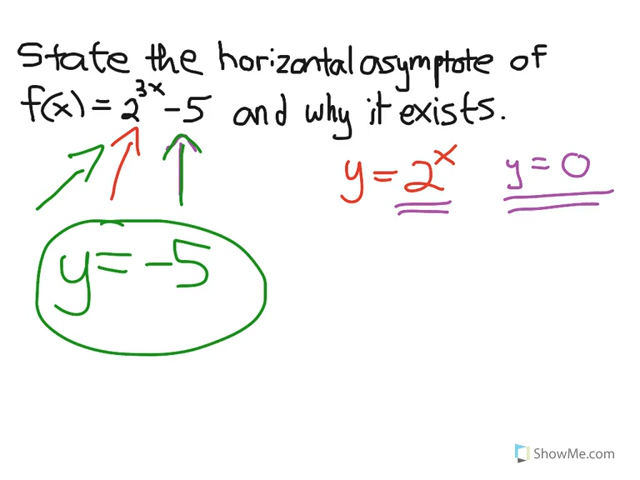 State the horizontal asymptote of
f(x) = 2^{3x} - 5 and why it exists.
y = 2^x y = 0
y = -5
ShowMe.com